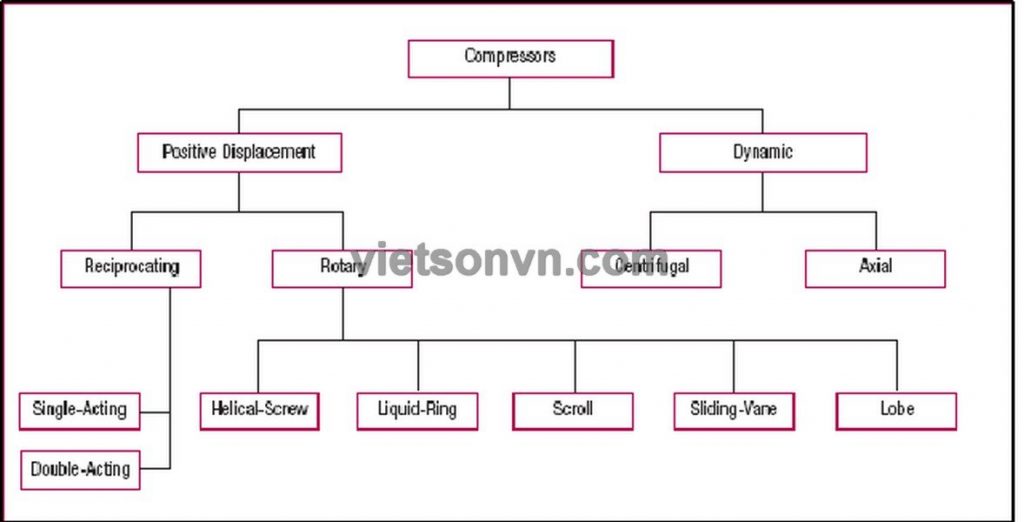 Compressors
Positive Displacement
Dynamic
Reciprocating
Rotary
Centrifugal
Axial
vietsonvn.com
Single-Acting
Helical-Screw
Liquid-Ring
Scroll
Sliding-Vane
Lobe
Double-Acting